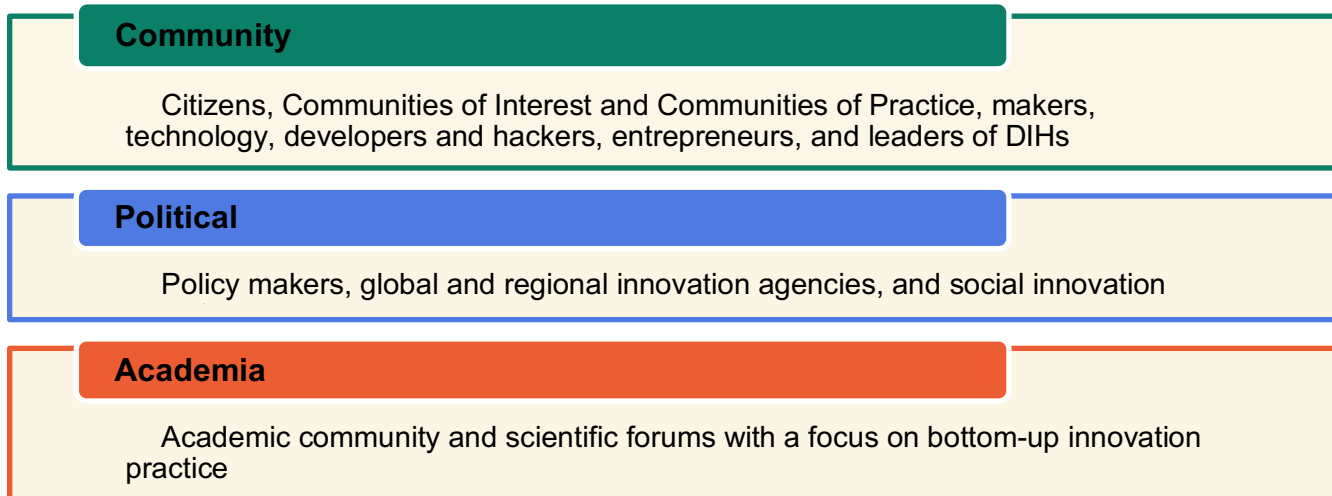 Community
Citizens, Communities of Interest and Communities of Practice, makers,
technology, developers and hackers, entrepreneurs, and leaders of DIHs
Political
Policy makers, global and regional innovation agencies, and social innovation
Academia
Academic community and scientific forums with a focus on bottom-up innovation
practice